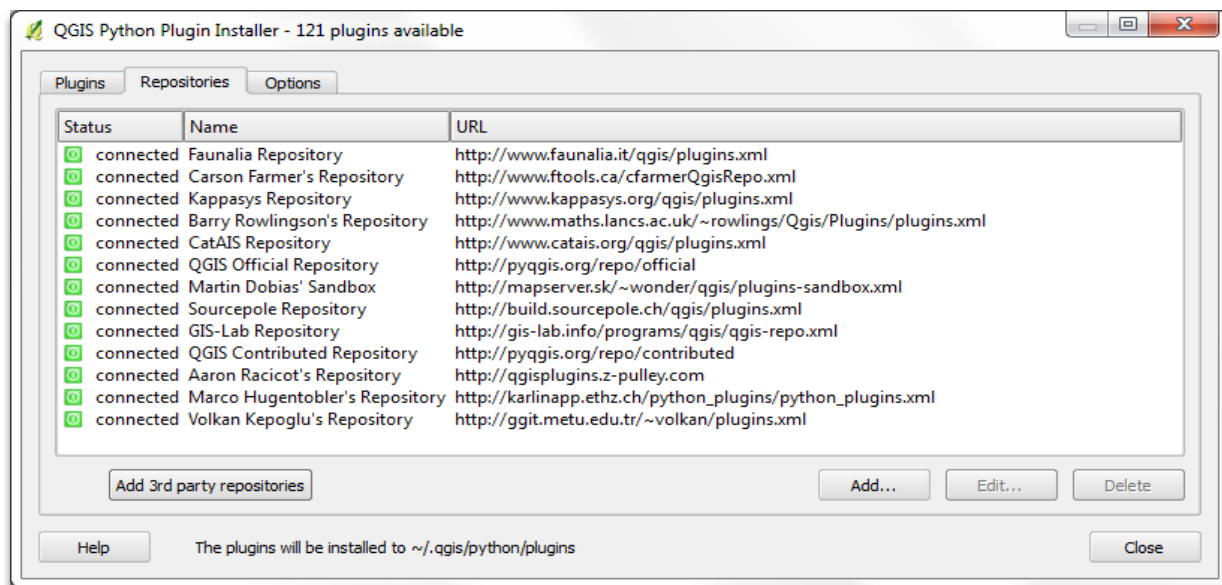 QGIS Python Plugin Installer - 121 plugins available
Plugins Repositories Options
Status Name URL
connected Faunalia Repository http://www.faunalia.it/qgis/plugins.xml
connected Carson Farmer's Repository http://www.ftools.ca/cfarmerQgisRepo.xml
connected Kappasys Repository http://www.kappasys.org/qgis/plugins.xml
connected Barry Rowlingson's Repository http://www.maths.lancs.ac.uk/~rowlings/Qgis/Plugins/plugins.xml
connected CatAIS Repository http://www.catais.org/qgis/plugins.xml
connected QGIS Official Repository http://pyqgis.org/repo/official
connected Martin Dobias' Sandbox http://mapserver.sk/~wonder/qgis/plugins-sandbox.xml
connected Sourcepole Repository http://build.sourcepole.ch/qgis/plugins.xml
connected GIS-Lab Repository http://gis-lab.info/programs/qgis/qgis-repo.xml
connected QGIS Contributed Repository http://pyqgis.org/repo/contributed
connected Aaron Racicot's Repository http://qgisplugins.z-pulley.com
connected Marco Hugentobler's Repository http://karlinapp.ethz.ch/python_plugins/python_plugins.xml
connected Volkan Kepoglu's Repository http://ggit.metu.edu.tr/~volkan/plugins.xml
Add 3rd party repositories Add... Edit... Delete
Help The plugins will be installed to ~/.qgis/python/plugins Close